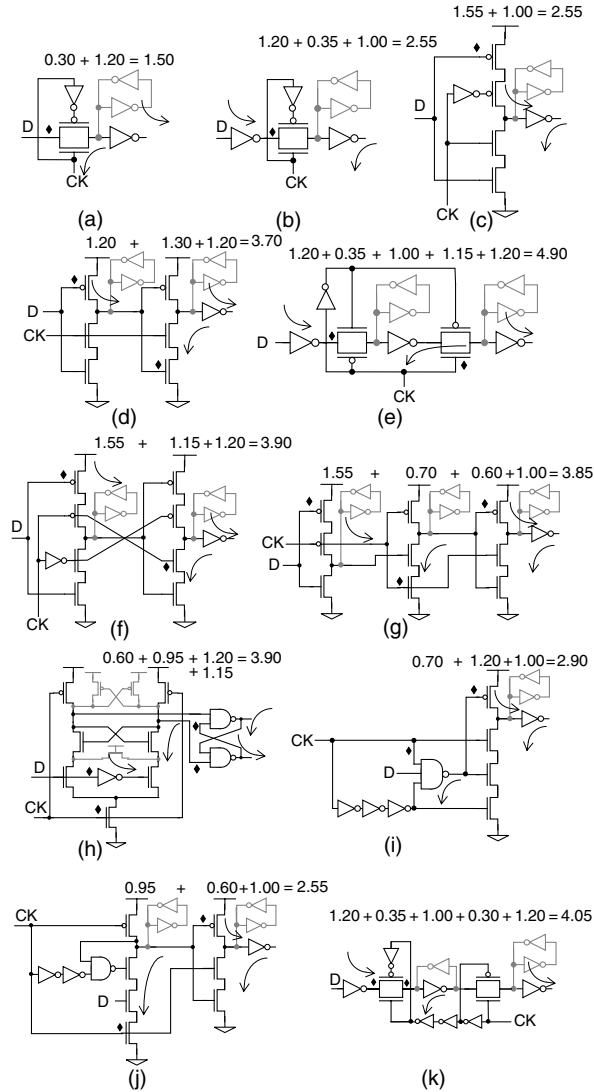 1.55 + 1.00 = 2.55
0.30 + 1.20 = 1.50
1.20 + 0.35 + 1.00 = 2.55
D
CK
(a)
D
CK
(b)
D
CK
(c)
1.20 + 1.30 + 1.20 = 3.70
D
CK
(d)
1.20 + 0.35 + 1.00 + 1.15 + 1.20 = 4.90
D
CK
(e)
1.55 + 1.15 + 1.20 = 3.90
D
CK
(f)
1.55 + 0.70 + 0.60 + 1.00 = 3.85
CK
D
(g)
0.60 + 0.95 + 1.20 = 3.90
+ 1.15
D
CK
(h)
0.70 + 1.20 + 1.00 = 2.90
CK
D
(i)
0.95 + 0.60 + 1.00 = 2.55
CK
D
(j)
1.20 + 0.35 + 1.00 + 0.30 + 1.20 = 4.05
D
CK
(k)